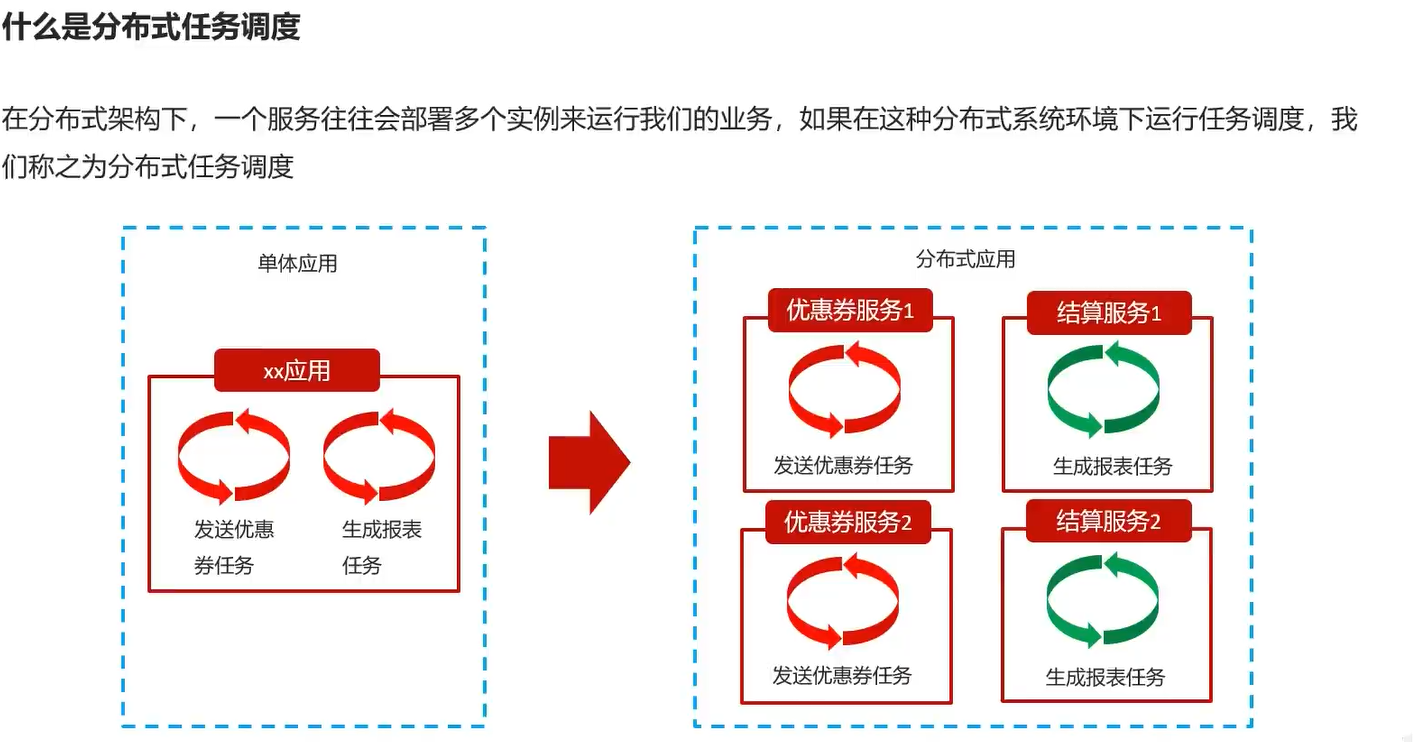 什么是分布式任务调度
在分布式架构下，一个服务往往会部署多个实例来运行我们的业务，如果在这种分布式系统环境下运行任务调度，我
们称之为分布式任务调度
单体应用
xx应用
发送优惠
券任务
生成报表
任务
分布式应用
优惠券服务1
发送优惠券任务
结算服务1
生成报表任务
优惠券服务2
发送优惠券任务
结算服务2
生成报表任务